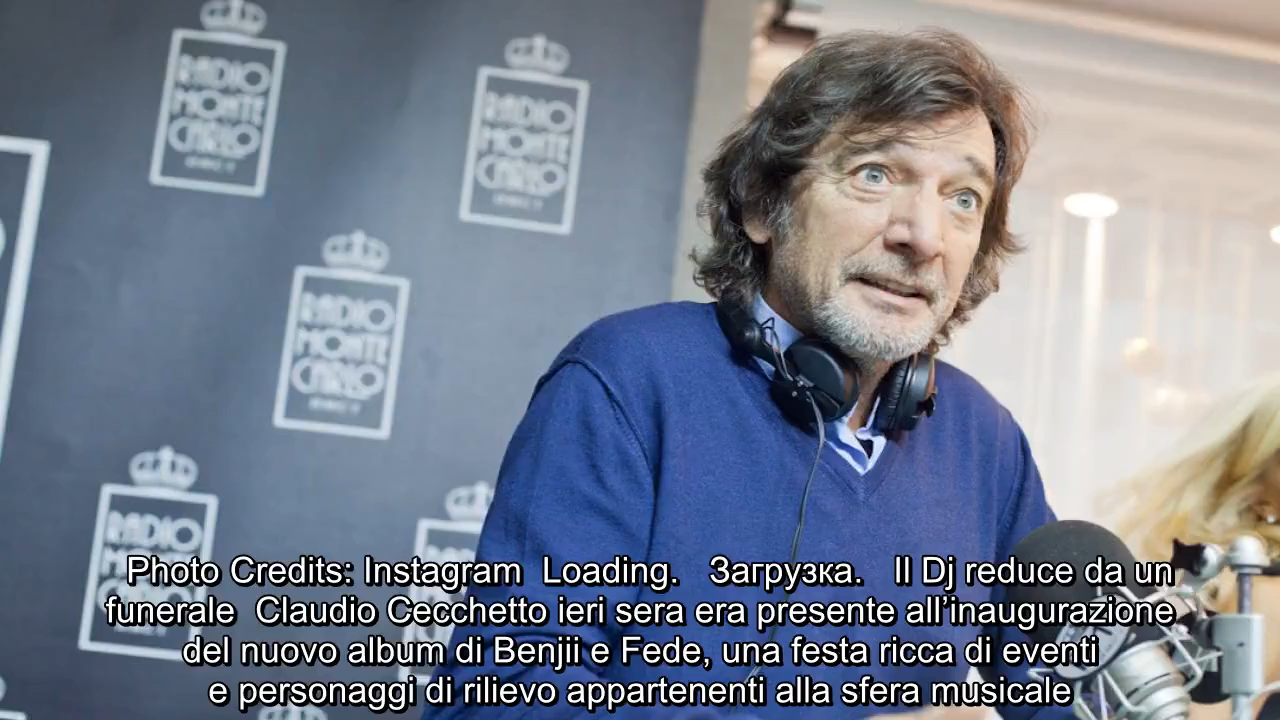 RADIO
MONTE
CARLO
RADIO
MONTE
CARLO
RADIO
MONTE
CARLO
RADIO
MONTE
CARLO
Photo Credits: Instagram  Loading.   Загрузка.   Il Dj reduce da un
funerale  Claudio Cecchetto ieri sera era presente all’inaugurazione
del nuovo album di Benjii e Fede, una festa ricca di eventi
e personaggi di rilievo appartenenti alla sfera musicale